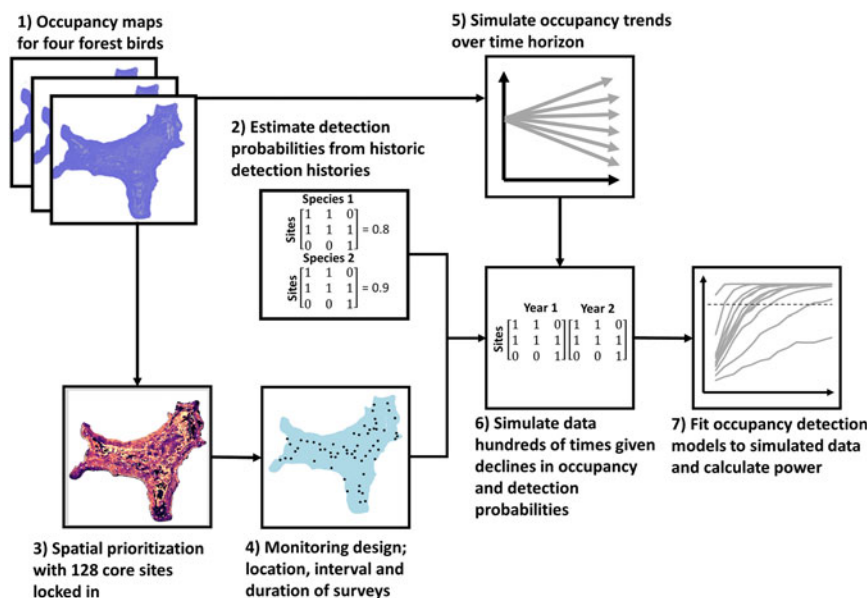 1) Occupancy maps
for four forest birds
2) Estimate detection
probabilities from historic
detection histories
Species 1
Sites
1 1 0
1 1 1
0 0 1
= 0.8
Species 2
Sites
1 1 0
1 1 1
0 0 1
= 0.9
3) Spatial prioritization
with 128 core sites
locked in
4) Monitoring design;
location, interval and
duration of surveys
5) Simulate occupancy trends
over time horizon
Year 1 Year 2
Sites
1 1 0 1 1 0
1 1 1 1 1 1
0 0 1 0 0 1
6) Simulate data
hundreds of times given
declines in occupancy
and detection
probabilities
7) Fit occupancy detection
models to simulated data
and calculate power